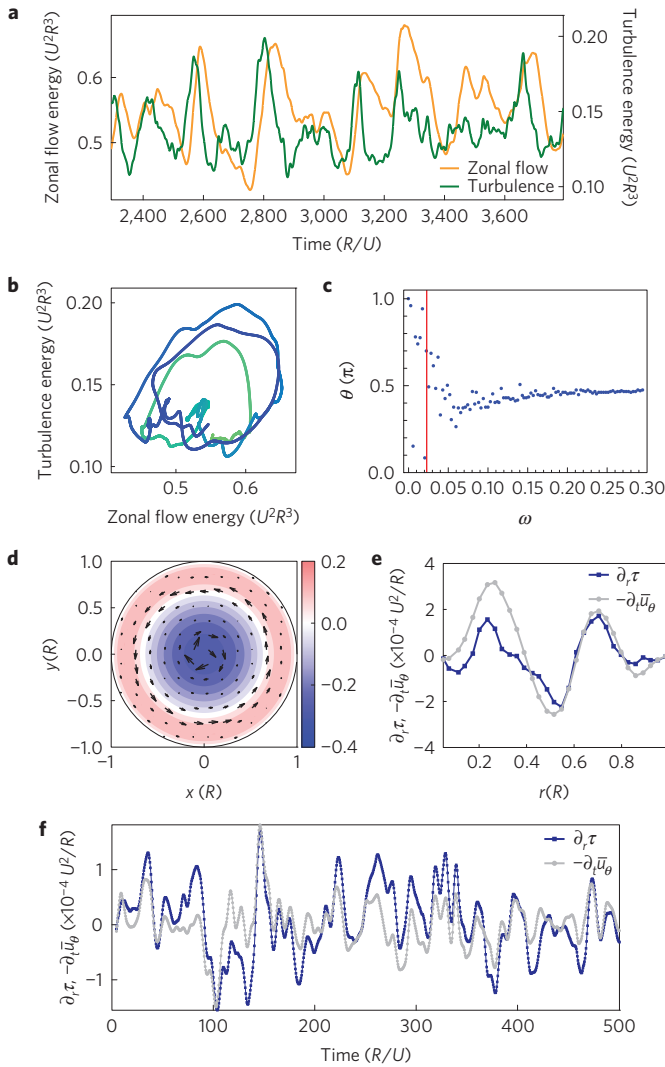 a
Zonal flow energy (U²R³)
0.6
0.5
Turbulence energy (U²R³)
0.20
0.15
0.10
Zonal flow
Turbulence
2,400 2,600 2,800 3,000 3,200 3,400 3,600
Time (R/U)
b
Turbulence energy (U²R³)
0.20
0.15
0.10
0.5 0.6
Zonal flow energy (U²R³)
c
θ (π)
1.0
0.5
0.0
0.0 0.05 0.10 0.15 0.20 0.25 0.30
ω
d
y (R)
1.0
0.5
0.0
−0.5
−1.0
−1 0 1
x (R)
0.2
0.0
−0.2
−0.4
e
∂rτ, −∂tūθ (×10⁻⁴ U²/R)
4
2
0
−2
−4
∂rτ
−∂tūθ
0.2 0.4 0.6 0.8
r(R)
f
∂rτ, −∂tūθ (×10⁻⁴ U²/R)
1
0
−1
∂rτ
−∂tūθ
0 100 200 300 400 500
Time (R/U)